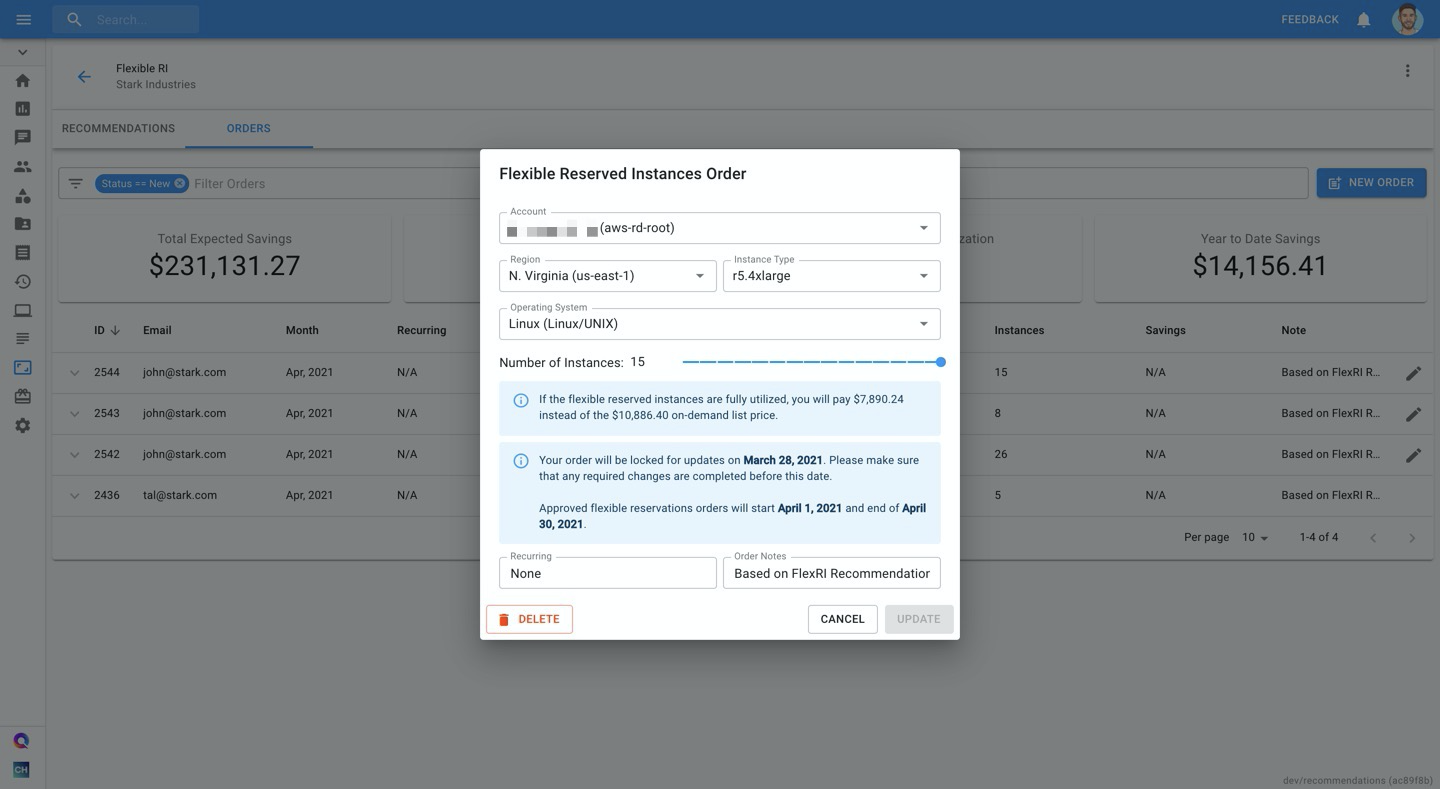 Search...
FEEDBACK
Flexible RI
Stark Industries
RECOMMENDATIONS
ORDERS
Status == New
Filter Orders
NEW ORDER
Total Expected Savings
$231,131.27
Year to Date Savings
$14,156.41
ID Email Month Recurring Instances Savings Note
2544 john@stark.com Apr, 2021 N/A 15 N/A Based on FlexRI R...
2543 john@stark.com Apr, 2021 N/A 8 N/A Based on FlexRI R...
2542 john@stark.com Apr, 2021 N/A 26 N/A Based on FlexRI R...
2436 tal@stark.com Apr, 2021 N/A 5 N/A Based on FlexRI R...
Per page 10 1-4 of 4
Flexible Reserved Instances Order
Account
(aws-rd-root)
Region
N. Virginia (us-east-1)
Instance Type
r5.4xlarge
Operating System
Linux (Linux/UNIX)
Number of Instances: 15
If the flexible reserved instances are fully utilized, you will pay $7,890.24
instead of the $10,886.40 on-demand list price.
Your order will be locked for updates on March 28, 2021. Please make sure
that any required changes are completed before this date.
Approved flexible reservations orders will start April 1, 2021 and end of April
30, 2021.
Recurring
None
Order Notes
Based on FlexRI Recommendation
DELETE
CANCEL
UPDATE
CH
dev/recommendations (ac89f8b)